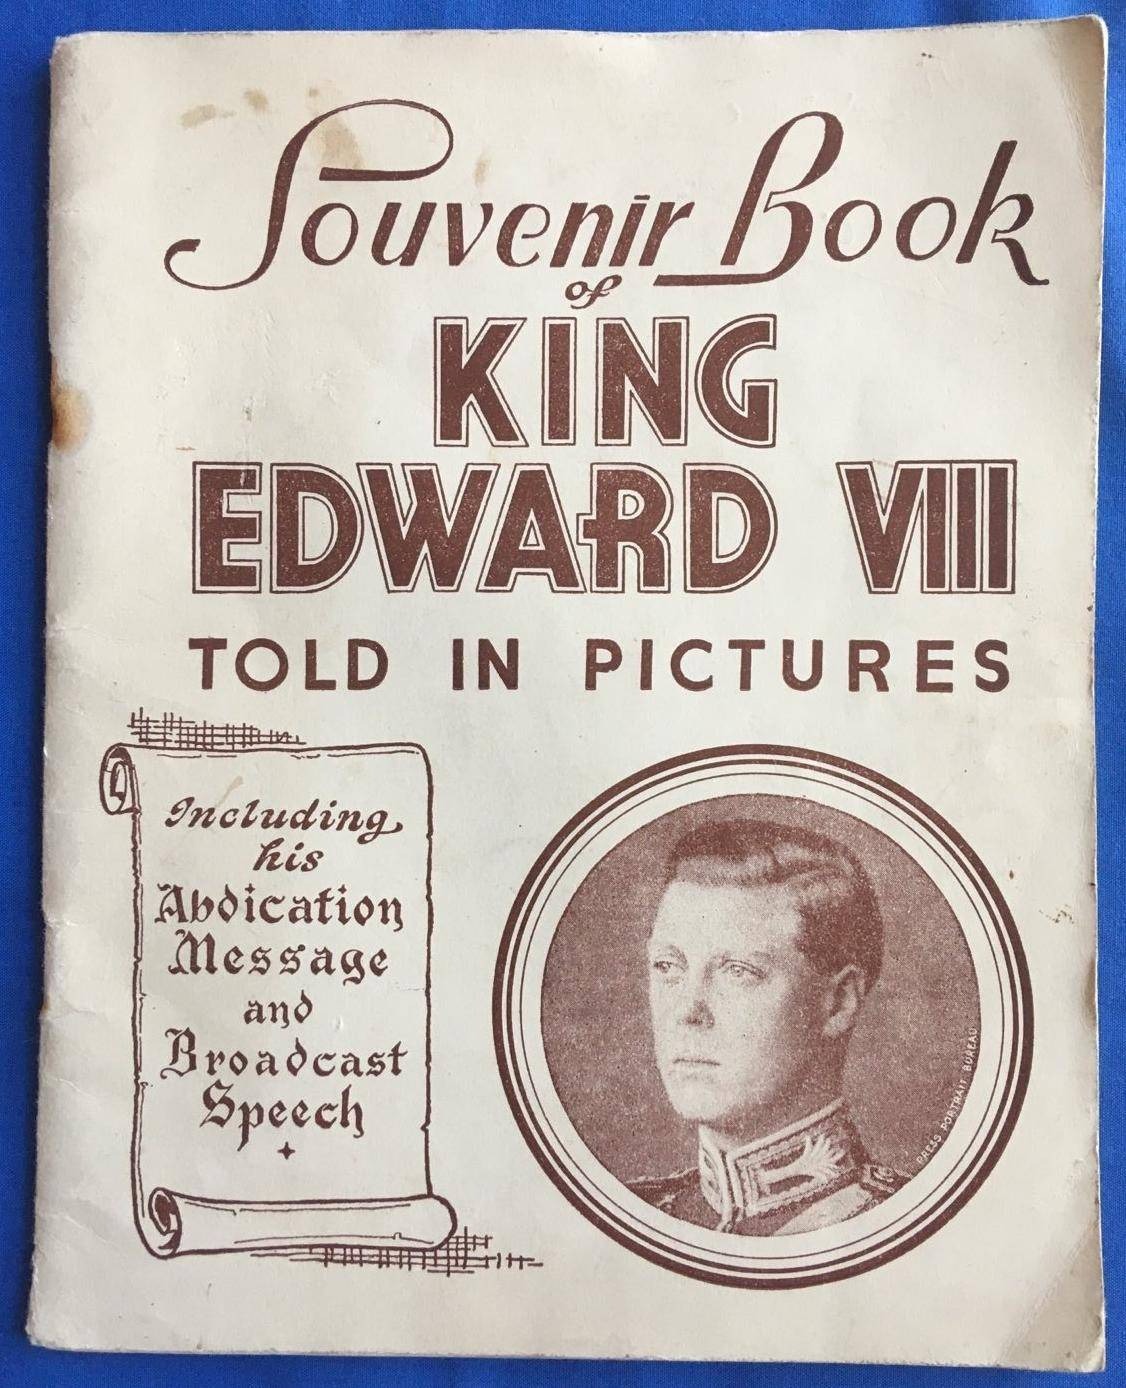 Souvenir Book
of
KING
EDWARD VIII
TOLD IN PICTURES
Including
his
Abdication
Message
and
Broadcast
Speech
PRESS PORTRAIT BUREAU